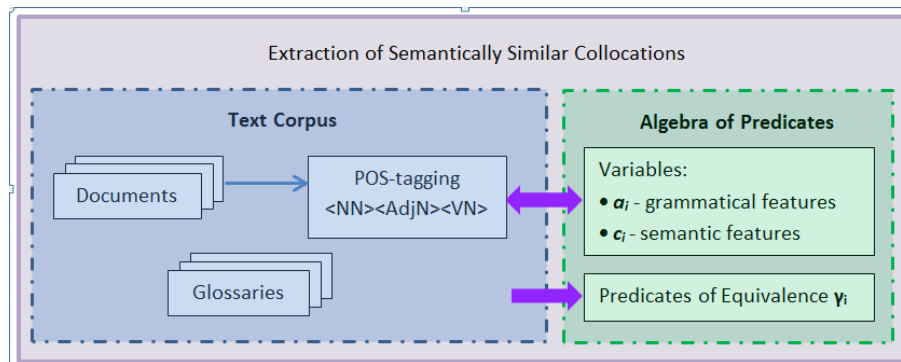 Extraction of Semantically Similar Collocations
Text Corpus
Documents
POS-tagging
<NN><AdjN><VN>
Glossaries
Algebra of Predicates
Variables:
• aᵢ - grammatical features
• cᵢ - semantic features
Predicates of Equivalence γᵢ